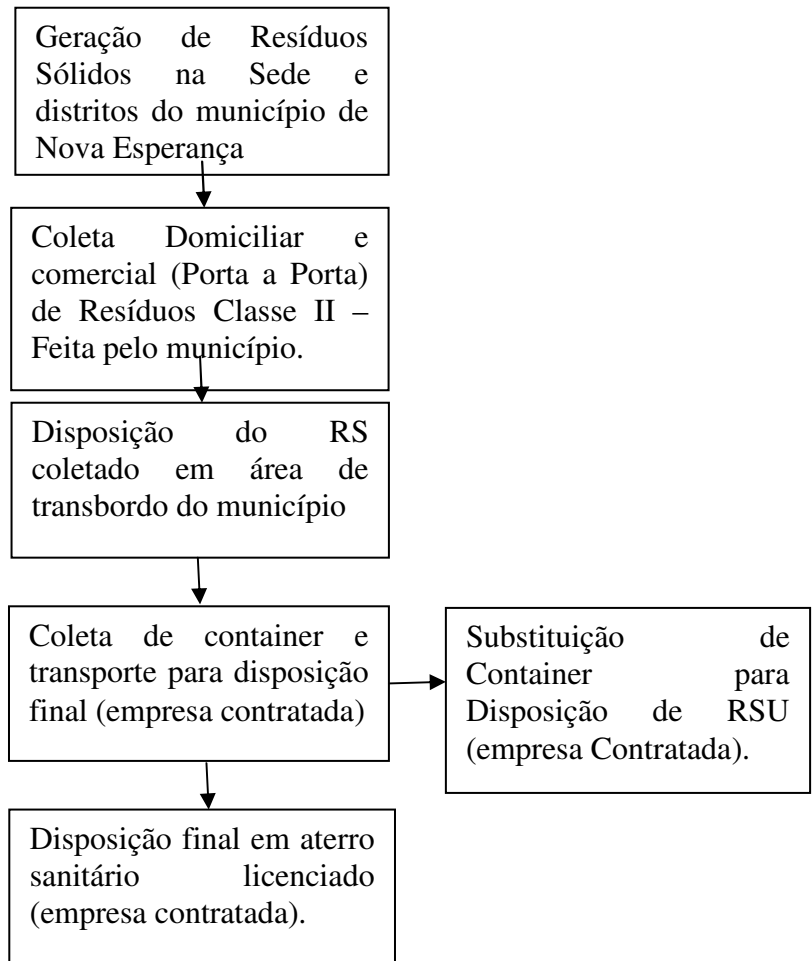 Geração de Resíduos
Sólidos na Sede e
distritos do município de
Nova Esperança
Coleta Domiciliar e
comercial (Porta a Porta)
de Resíduos Classe II –
Feita pelo município.
Disposição do RS
coletado em área de
transbordo do município
Coleta de container e
transporte para disposição
final (empresa contratada)
Substituição de
Container para
Disposição de RSU
(empresa Contratada).
Disposição final em aterro
sanitário licenciado
(empresa contratada).